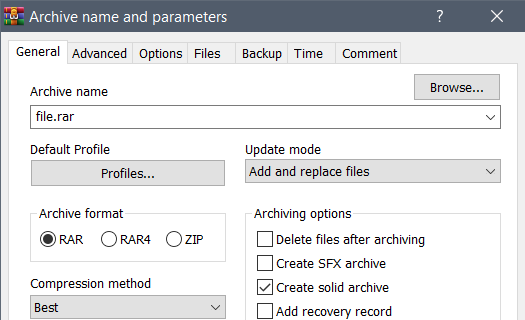 Archive name and parameters
General Advanced Options Files Backup Time Comment
Archive name
Browse...
file.rar
Default Profile
Profiles...
Update mode
Add and replace files
Archive format
RAR RAR4 ZIP
Compression method
Best
Archiving options
Delete files after archiving
Create SFX archive
Create solid archive
Add recovery record